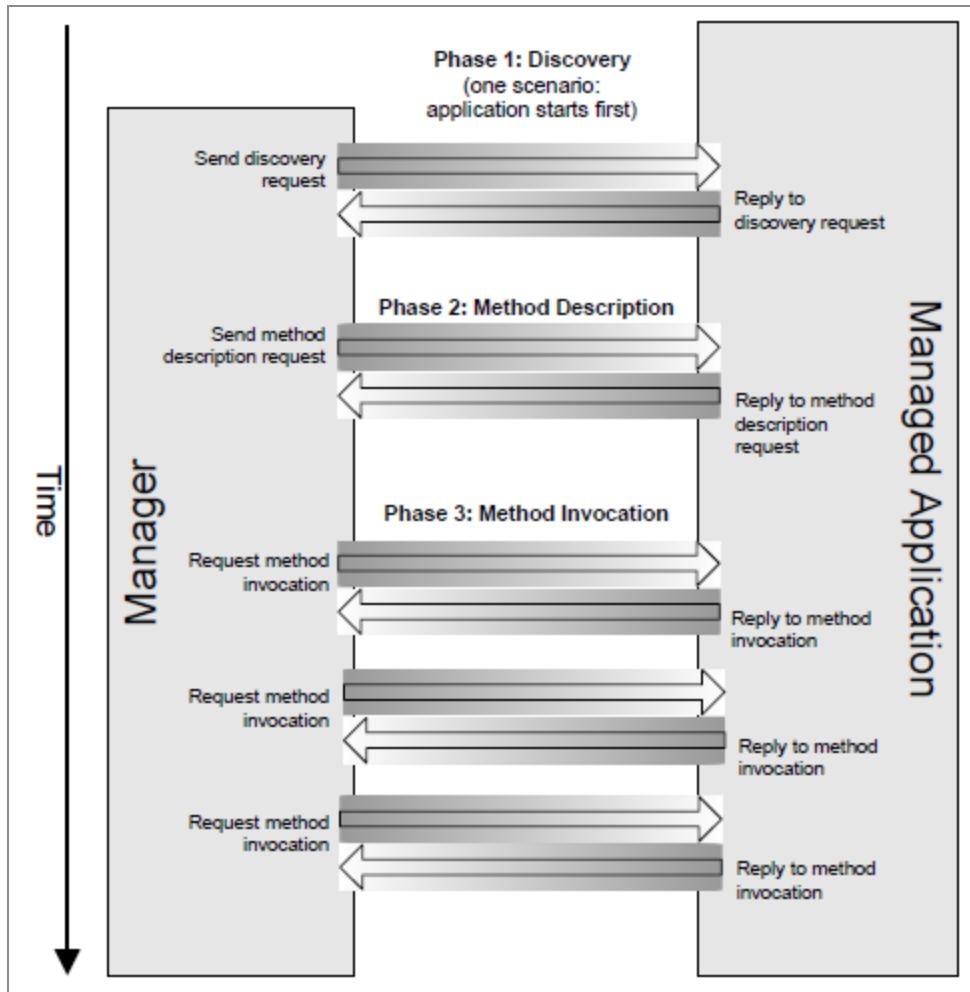 Phase 1: Discovery
(one scenario:
application starts first)
Send discovery
request
Reply to
discovery request
Phase 2: Method Description
Send method
description request
Reply to method
description
request
Time
Manager
Managed Application
Phase 3: Method Invocation
Request method
invocation
Reply to method
invocation
Request method
invocation
Reply to method
invocation
Request method
invocation
Reply to method
invocation